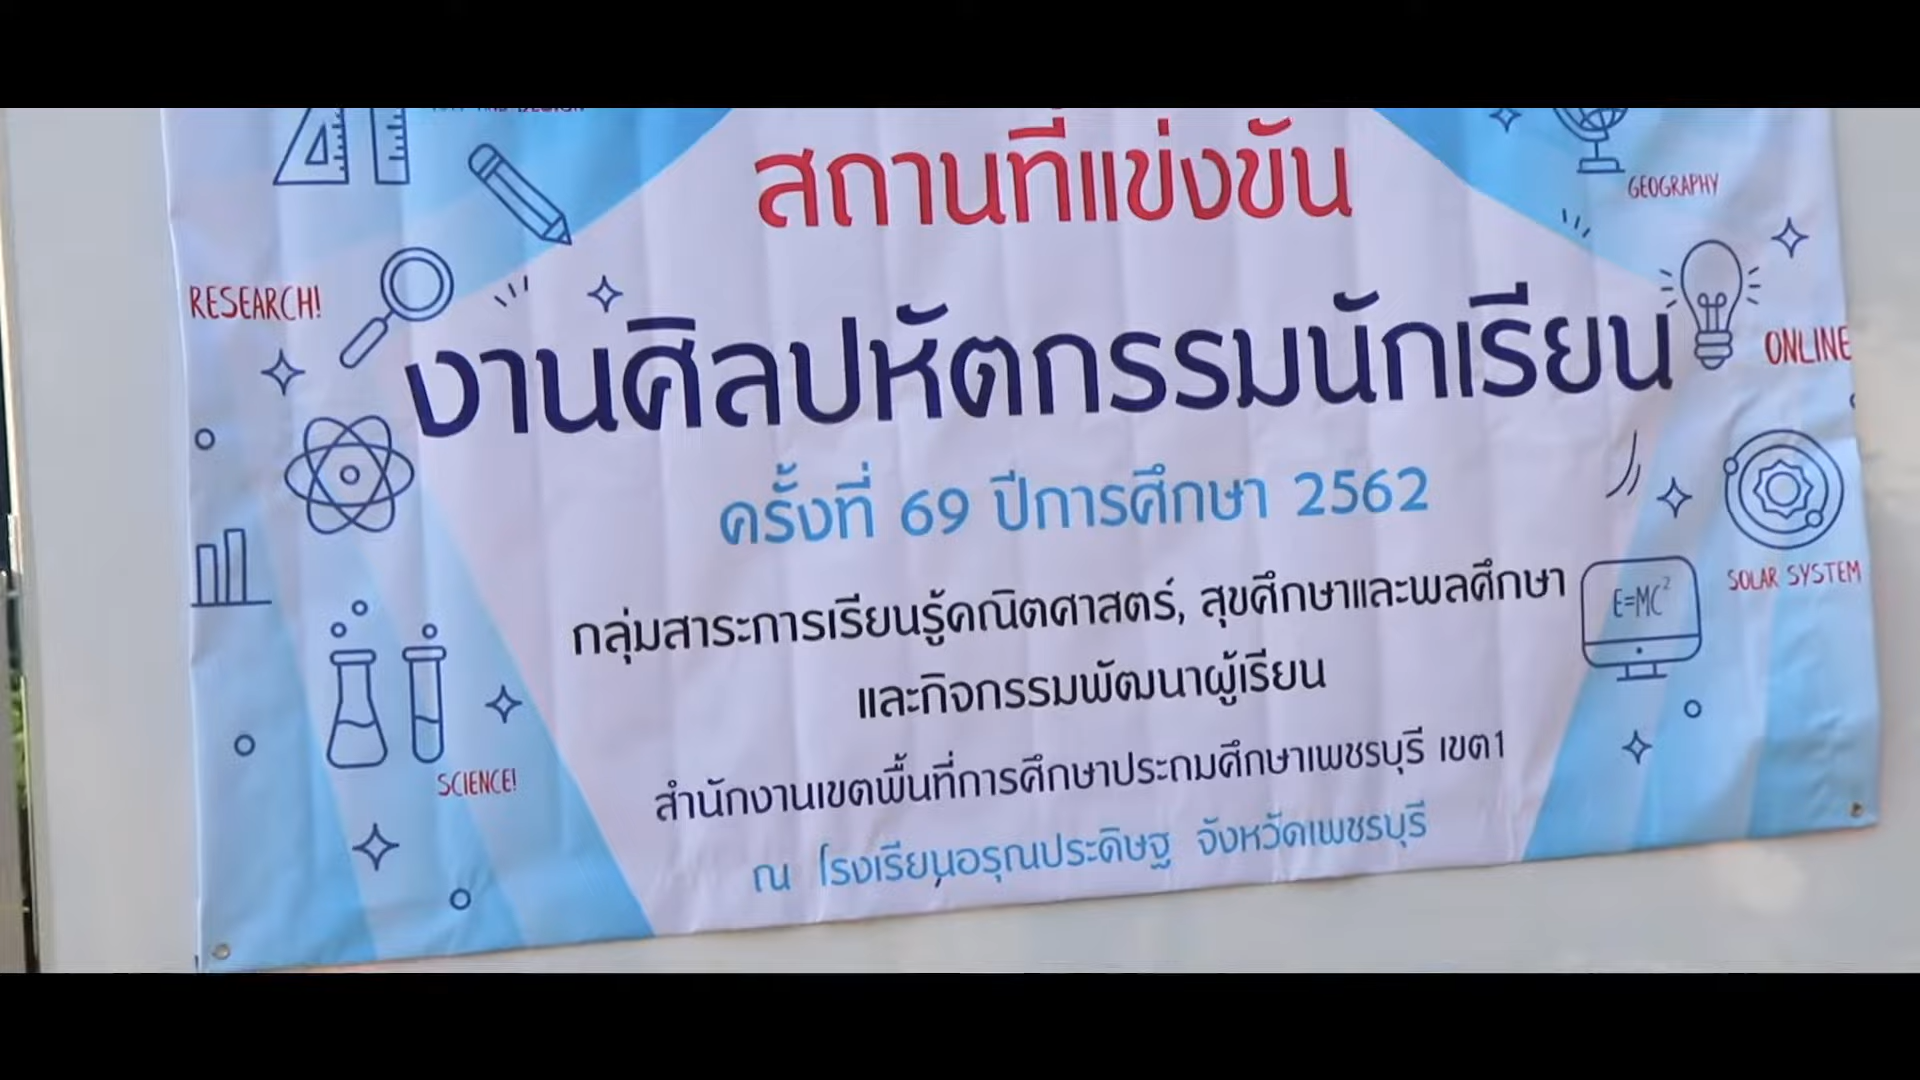 สถานที่แข่งขัน
GEOGRAPHY
RESEARCH!
งานศิลปหัตกรรมนักเรียน
ONLINE
ครั้งที่ 69 ปีการศึกษา 2562
กลุ่มสาระการเรียนรู้คณิตศาสตร์, สุขศึกษาและพลศึกษา
SOLAR SYSTEM
E=MC²
และกิจกรรมพัฒนาผู้เรียน
สำนักงานเขตพื้นที่การศึกษาประถมศึกษาเพชรบุรี เขต1
SCIENCE!
ณ โรงเรียนอรุณประดิษฐ จังหวัดเพชรบุรี